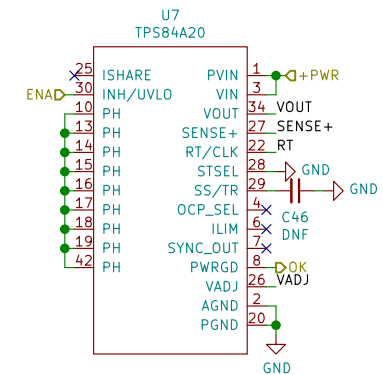 U7
TPS84A20
25 ISHARE PVIN 1 +PWR
ENA 30 INH/UVLO VIN 3
10 PH VOUT 34 VOUT
13 PH SENSE+ 27 SENSE+
14 PH RT/CLK 22 RT
15 PH STSEL 28 GND
16 PH SS/TR 29 GND
17 PH OCP_SEL 4 C46
18 PH ILIM 6 DNF
19 PH SYNC_OUT 7
42 PH PWRGD 8 OK
VADJ 26 VADJ
AGND 2
PGND 20
GND